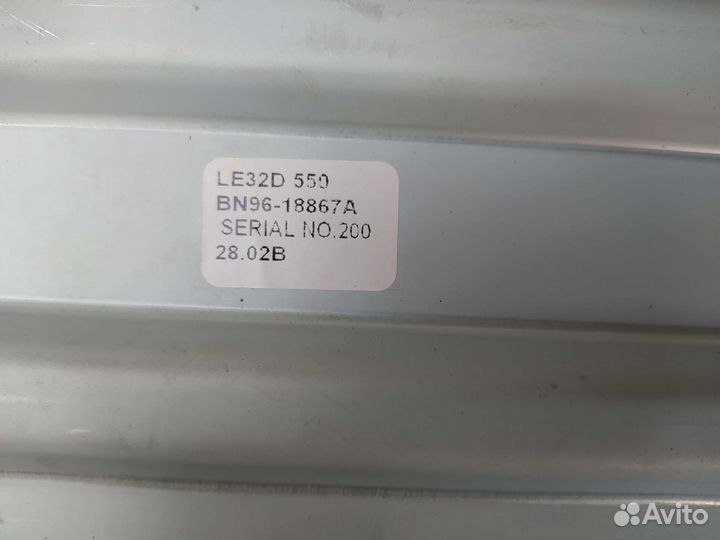 LE32D 550
BN96-18867A
SERIAL NO.200
28.02B
Avito